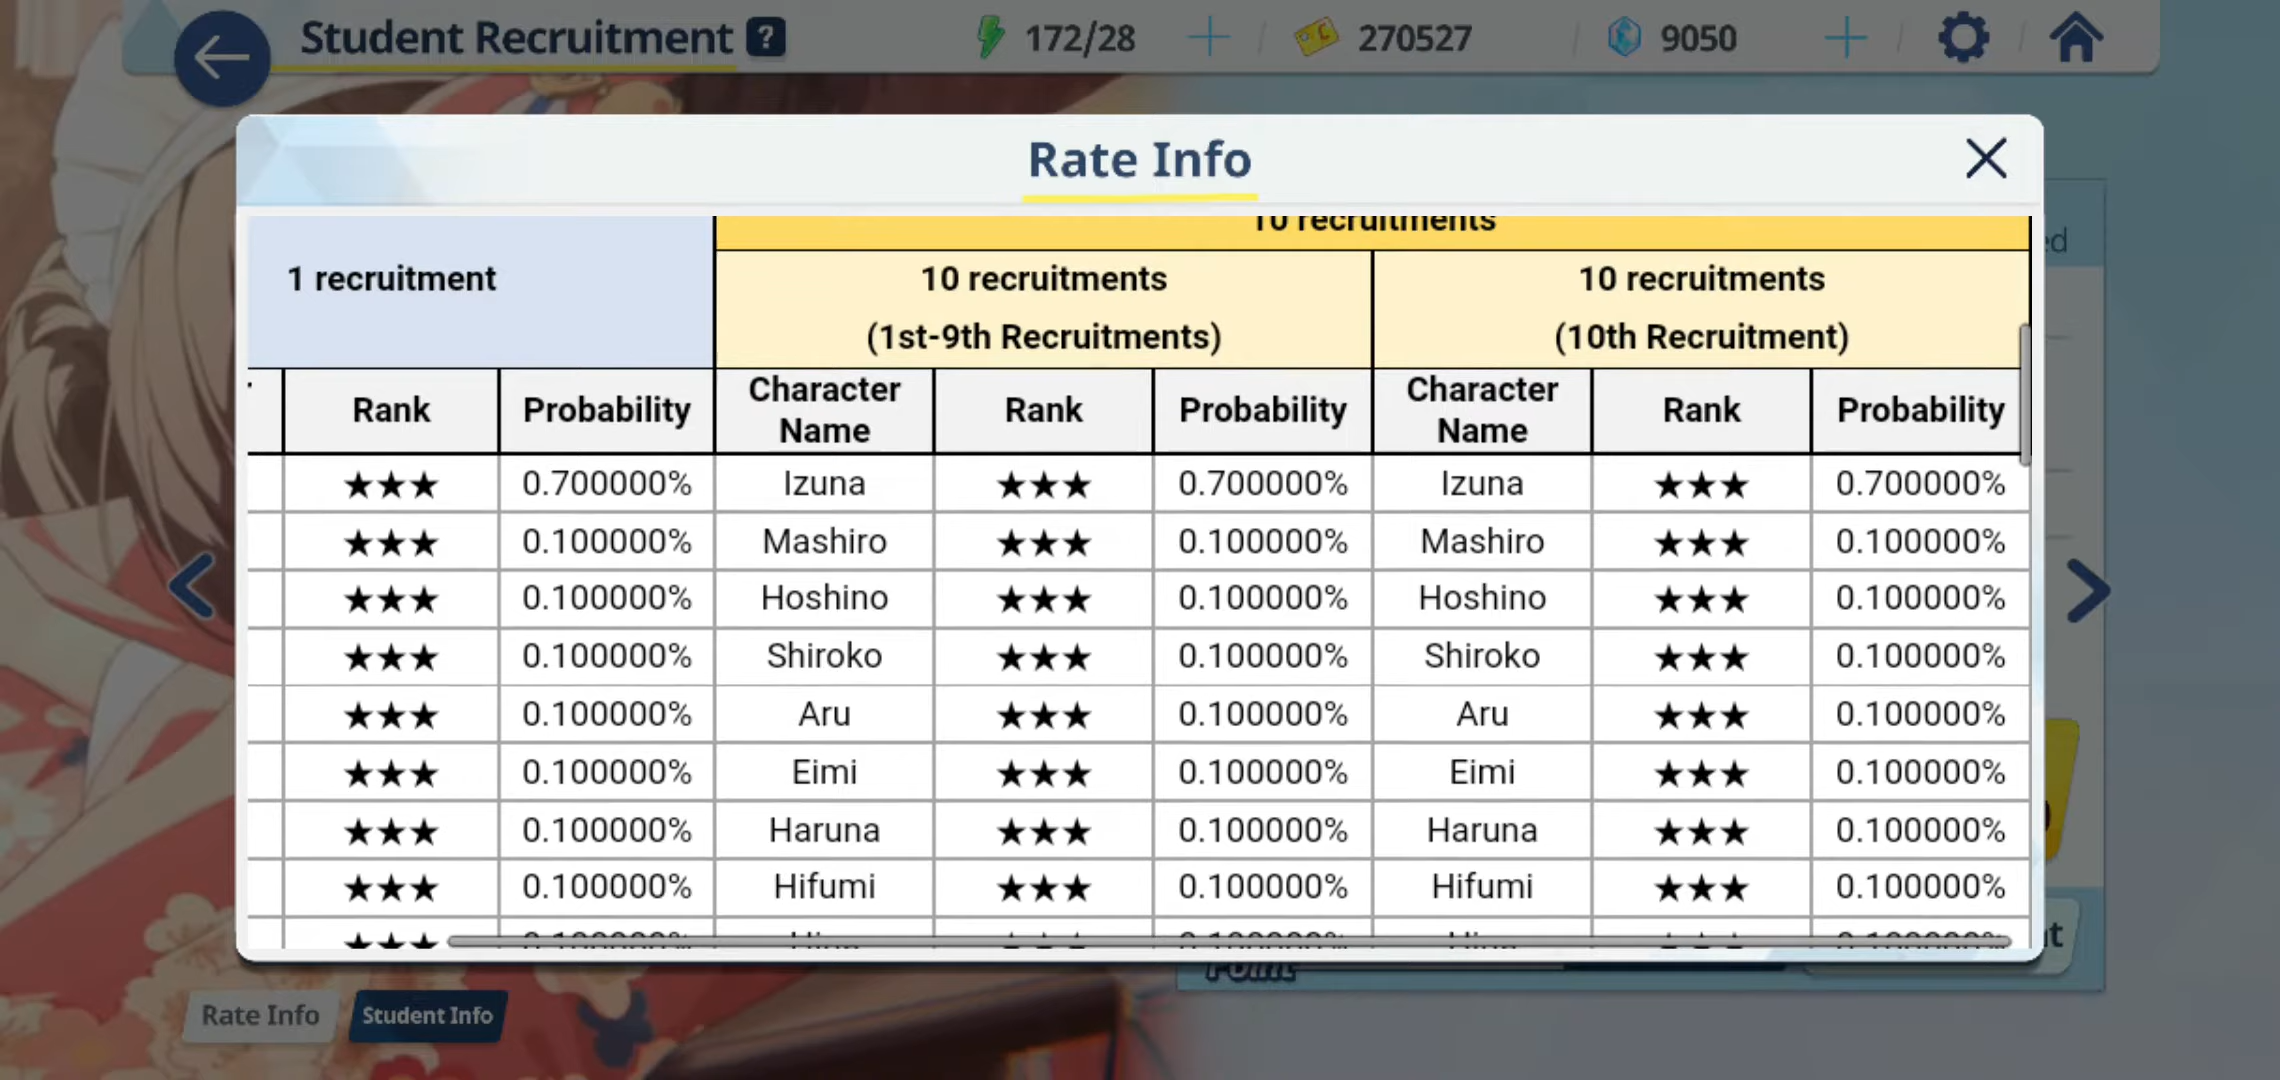 Student Recruitment ? 172/28 270527 9050
Rate Info
10 recruitments
1 recruitment 10 recruitments (1st-9th Recruitments) 10 recruitments (10th Recruitment)
Rank Probability Character Name Rank Probability Character Name Rank Probability
★★★ 0.700000% Izuna ★★★ 0.700000% Izuna ★★★ 0.700000%
★★★ 0.100000% Mashiro ★★★ 0.100000% Mashiro ★★★ 0.100000%
★★★ 0.100000% Hoshino ★★★ 0.100000% Hoshino ★★★ 0.100000%
★★★ 0.100000% Shiroko ★★★ 0.100000% Shiroko ★★★ 0.100000%
★★★ 0.100000% Aru ★★★ 0.100000% Aru ★★★ 0.100000%
★★★ 0.100000% Eimi ★★★ 0.100000% Eimi ★★★ 0.100000%
★★★ 0.100000% Haruna ★★★ 0.100000% Haruna ★★★ 0.100000%
★★★ 0.100000% Hifumi ★★★ 0.100000% Hifumi ★★★ 0.100000%
Point
Rate Info Student Info